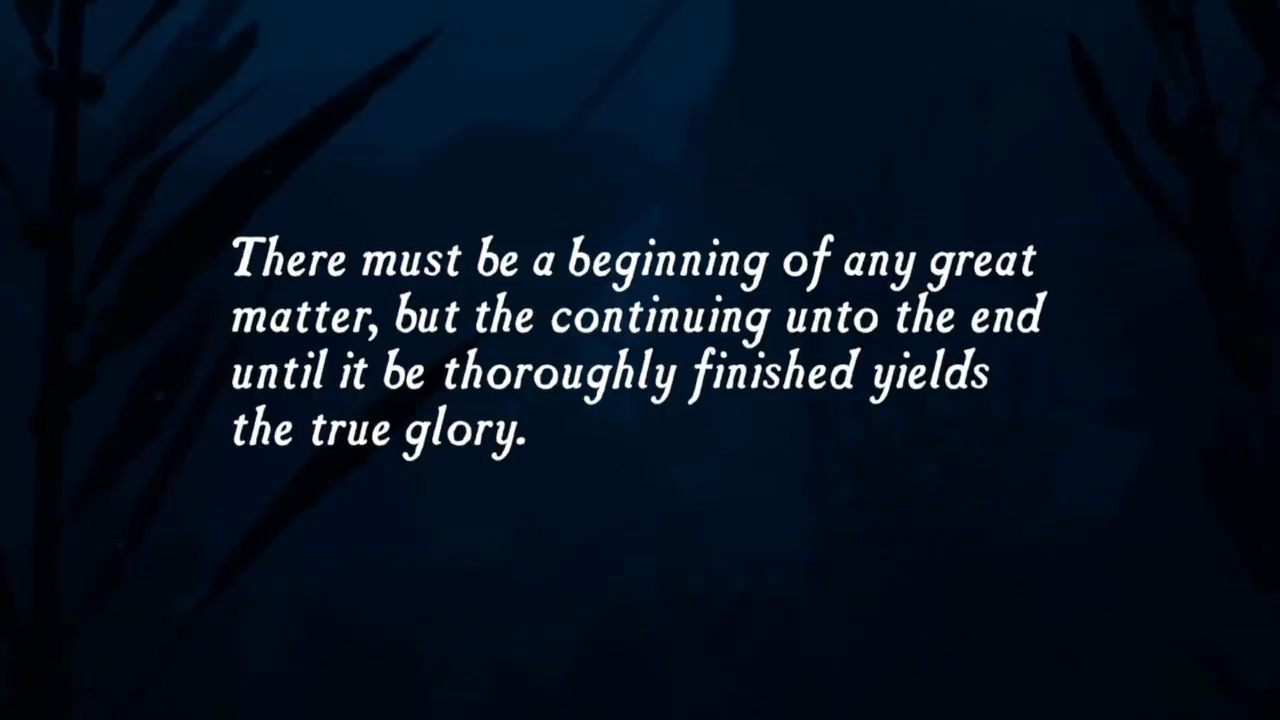 There must be a beginning of any great
matter, but the continuing unto the end
until it be thoroughly finished yields
the true glory.